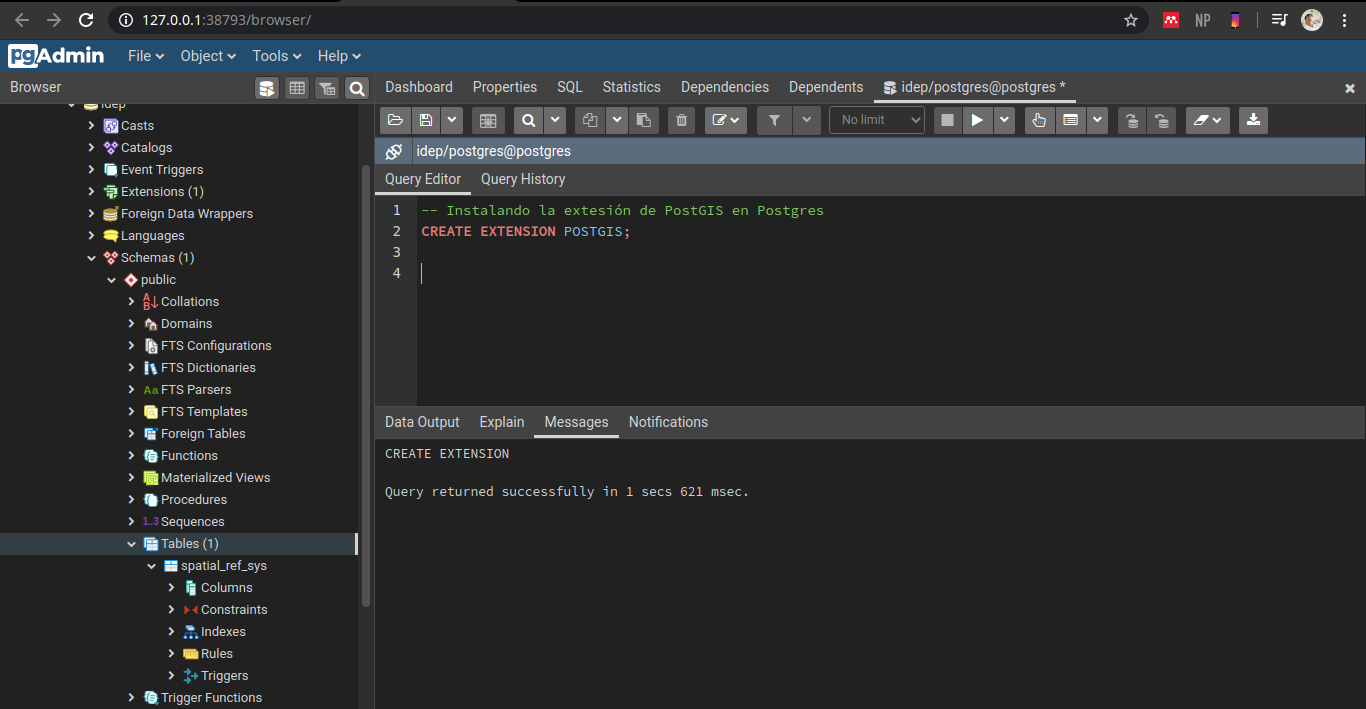 127.0.0.1:38793/browser/
NP
pgAdmin File Object Tools Help
Browser
Dashboard Properties SQL Statistics Dependencies Dependents idep/postgres@postgres *
idep
Casts
Catalogs
Event Triggers
Extensions (1)
Foreign Data Wrappers
Languages
Schemas (1)
public
Collations
Domains
FTS Configurations
FTS Dictionaries
Aa FTS Parsers
FTS Templates
Foreign Tables
Functions
Materialized Views
Procedures
1..3 Sequences
Tables (1)
spatial_ref_sys
Columns
Constraints
Indexes
Rules
Triggers
Trigger Functions
No limit
idep/postgres@postgres
Query Editor Query History
1 -- Instalando la extesión de PostGIS en Postgres
2 CREATE EXTENSION POSTGIS;
3
4
Data Output Explain Messages Notifications
CREATE EXTENSION
Query returned successfully in 1 secs 621 msec.